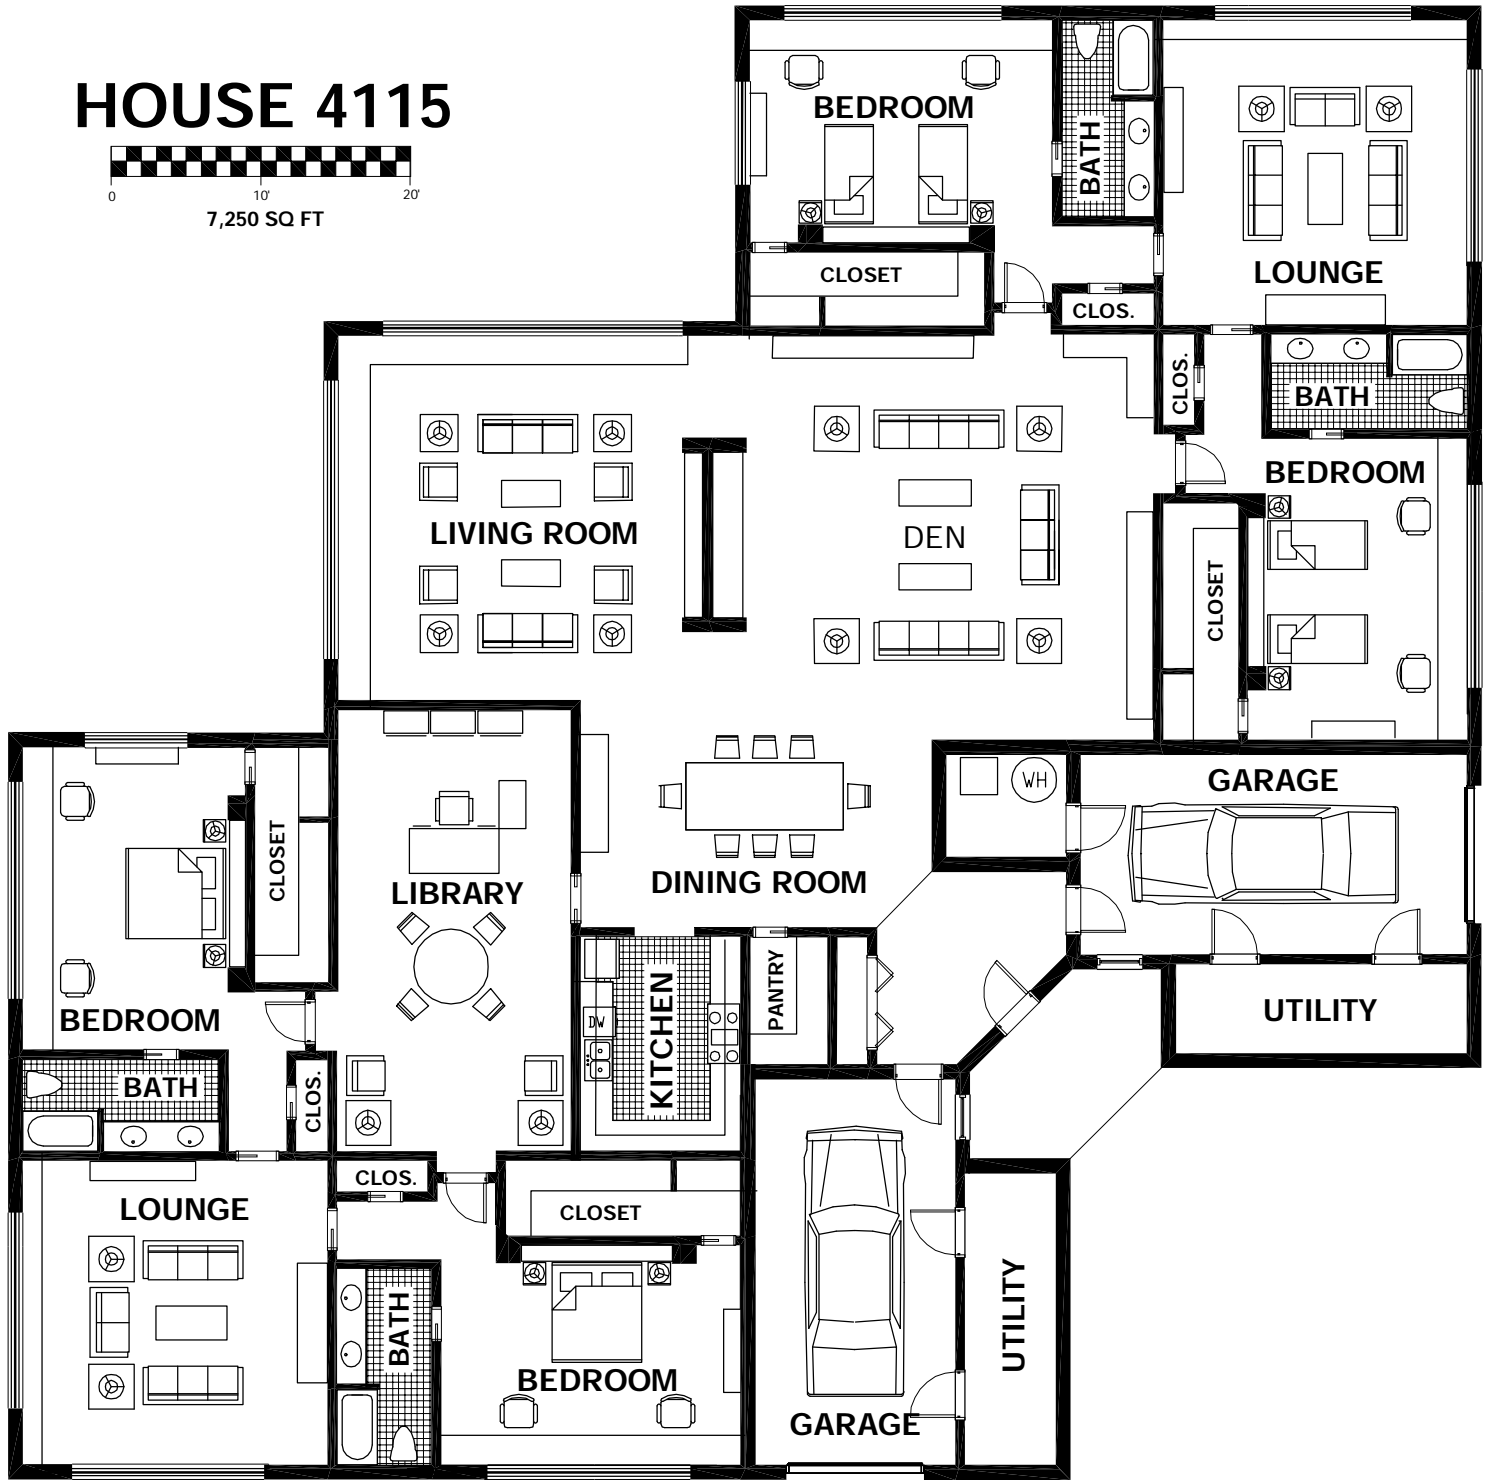 HOUSE 4115
0 10' 20'
7,250 SQ FT
BEDROOM
BATH
LOUNGE
CLOSET
CLOS.
CLOS.
BATH
BEDROOM
CLOSET
LIVING ROOM
DEN
WH
GARAGE
UTILITY
DINING ROOM
LIBRARY
CLOSET
BEDROOM
BATH
CLOS.
KITCHEN
DW
PANTRY
LOUNGE
CLOS.
CLOSET
BATH
BEDROOM
GARAGE
UTILITY